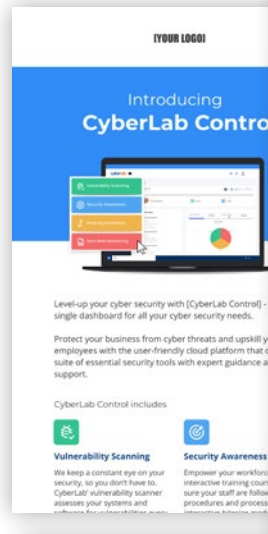 [YOUR LOGO]
Introducing
CyberLab Contro
Vulnerability Scanning
Security Awareness
Level-up your cyber security with [CyberLab Control] -
single dashboard for all your cyber security needs.
Protect your business from cyber threats and upskill y
employees with the user-friendly cloud platform that c
suite of essential security tools with expert guidance a
support.
CyberLab Control includes
Vulnerability Scanning
We keep a constant eye on your
security, so you don't have to.
CyberLab' vulnerability scanner
assesses your systems and
software for vulnerabilities every
Security Awareness
Empower your workforc
interactive training cour
sure your staff are follow
procedures and process